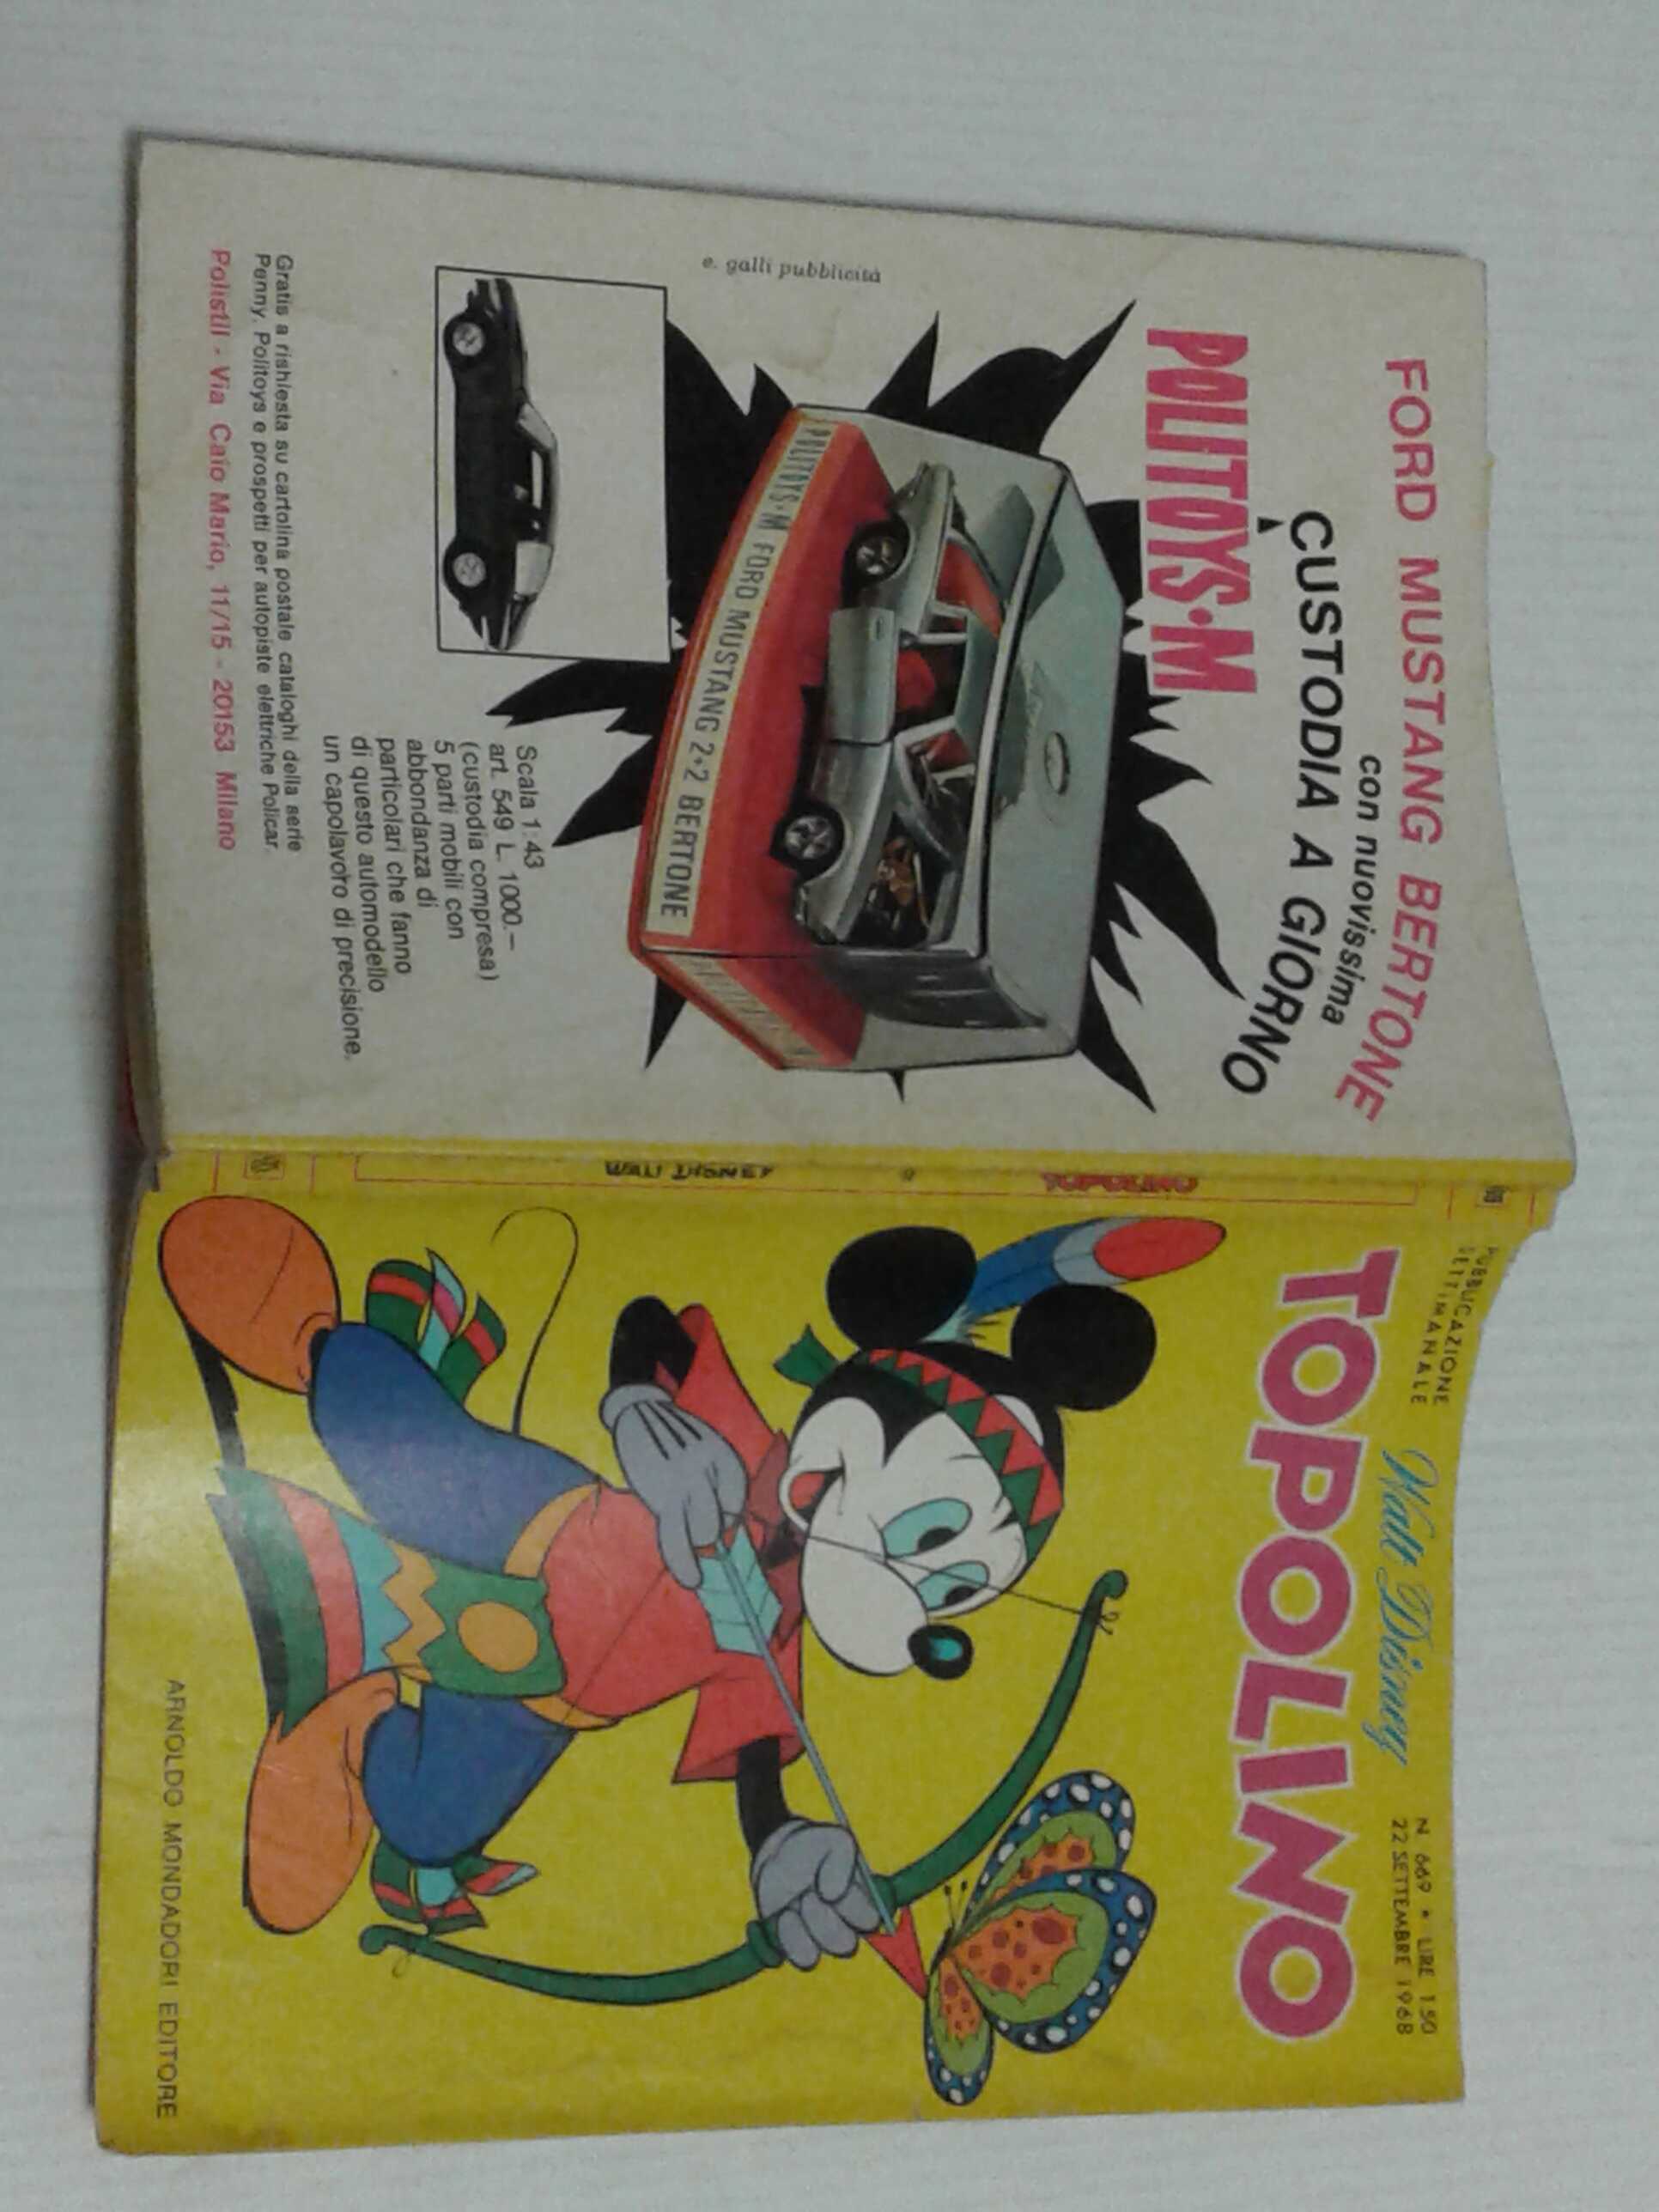 FORD MUSTANG BERTONE
con nuovissima
CUSTODIA A GIORNO
POLITOYS-M
e. galli pubblicità
POLITOYS-M FORD MUSTANG 2+2 BERTONE
Scala 1:43
art. 549 L. 1000.—
(custodia compresa)
5 parti mobili con
abbondanza di
particolari che fanno
di questo automodello
un capolavoro di precisione.
Gratis a rishiesta su cartolina postale cataloghi della serie
Penny, Politoys e prospetti per autopiste elettriche Policar.
Polistil - Via Caio Mario, 11/15 - 20153 Milano
TOPOLINO
WALT DISNEY
PUBBLICAZIONE
SETTIMANALE
Walt Disney
N 669 • LIRE 150
22 SETTEMBRE 1968
TOPOLINO
ARNOLDO MONDADORI EDITORE